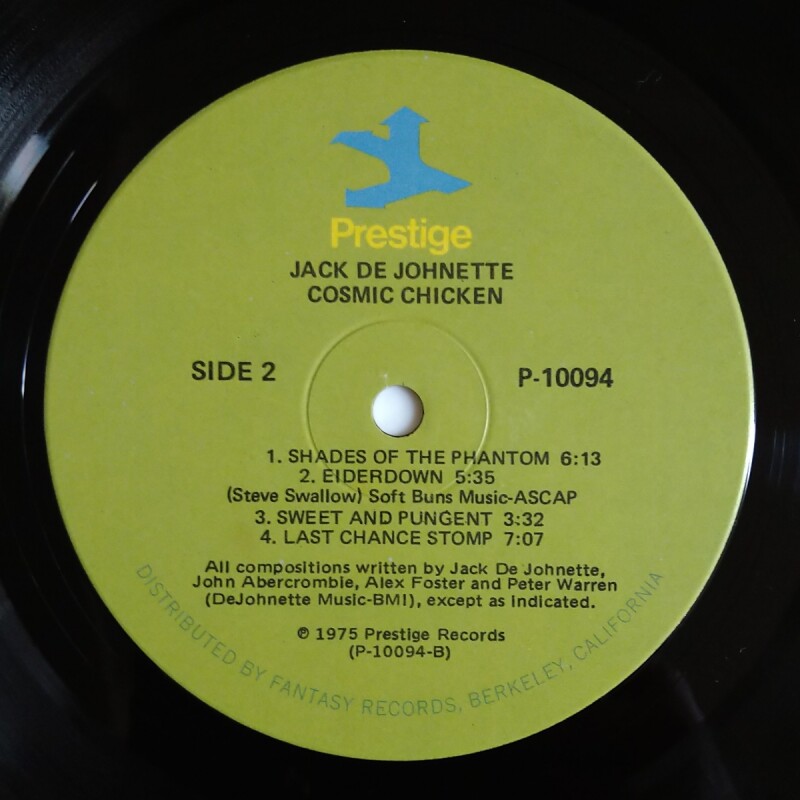 Prestige
JACK DE JOHNETTE
COSMIC CHICKEN
SIDE 2
P-10094
1. SHADES OF THE PHANTOM 6:13
2. EIDERDOWN 5:35
(Steve Swallow) Soft Buns Music-ASCAP
3. SWEET AND PUNGENT 3:32
4. LAST CHANCE STOMP 7:07
All compositions written by Jack De Johnette,
John Abercrombie, Alex Foster and Peter Warren
(DeJohnette Music-BMI), except as indicated.
℗ 1975 Prestige Records
(P-10094-B)
DISTRIBUTED BY FANTASY RECORDS, BERKELEY, CALIFORNIA